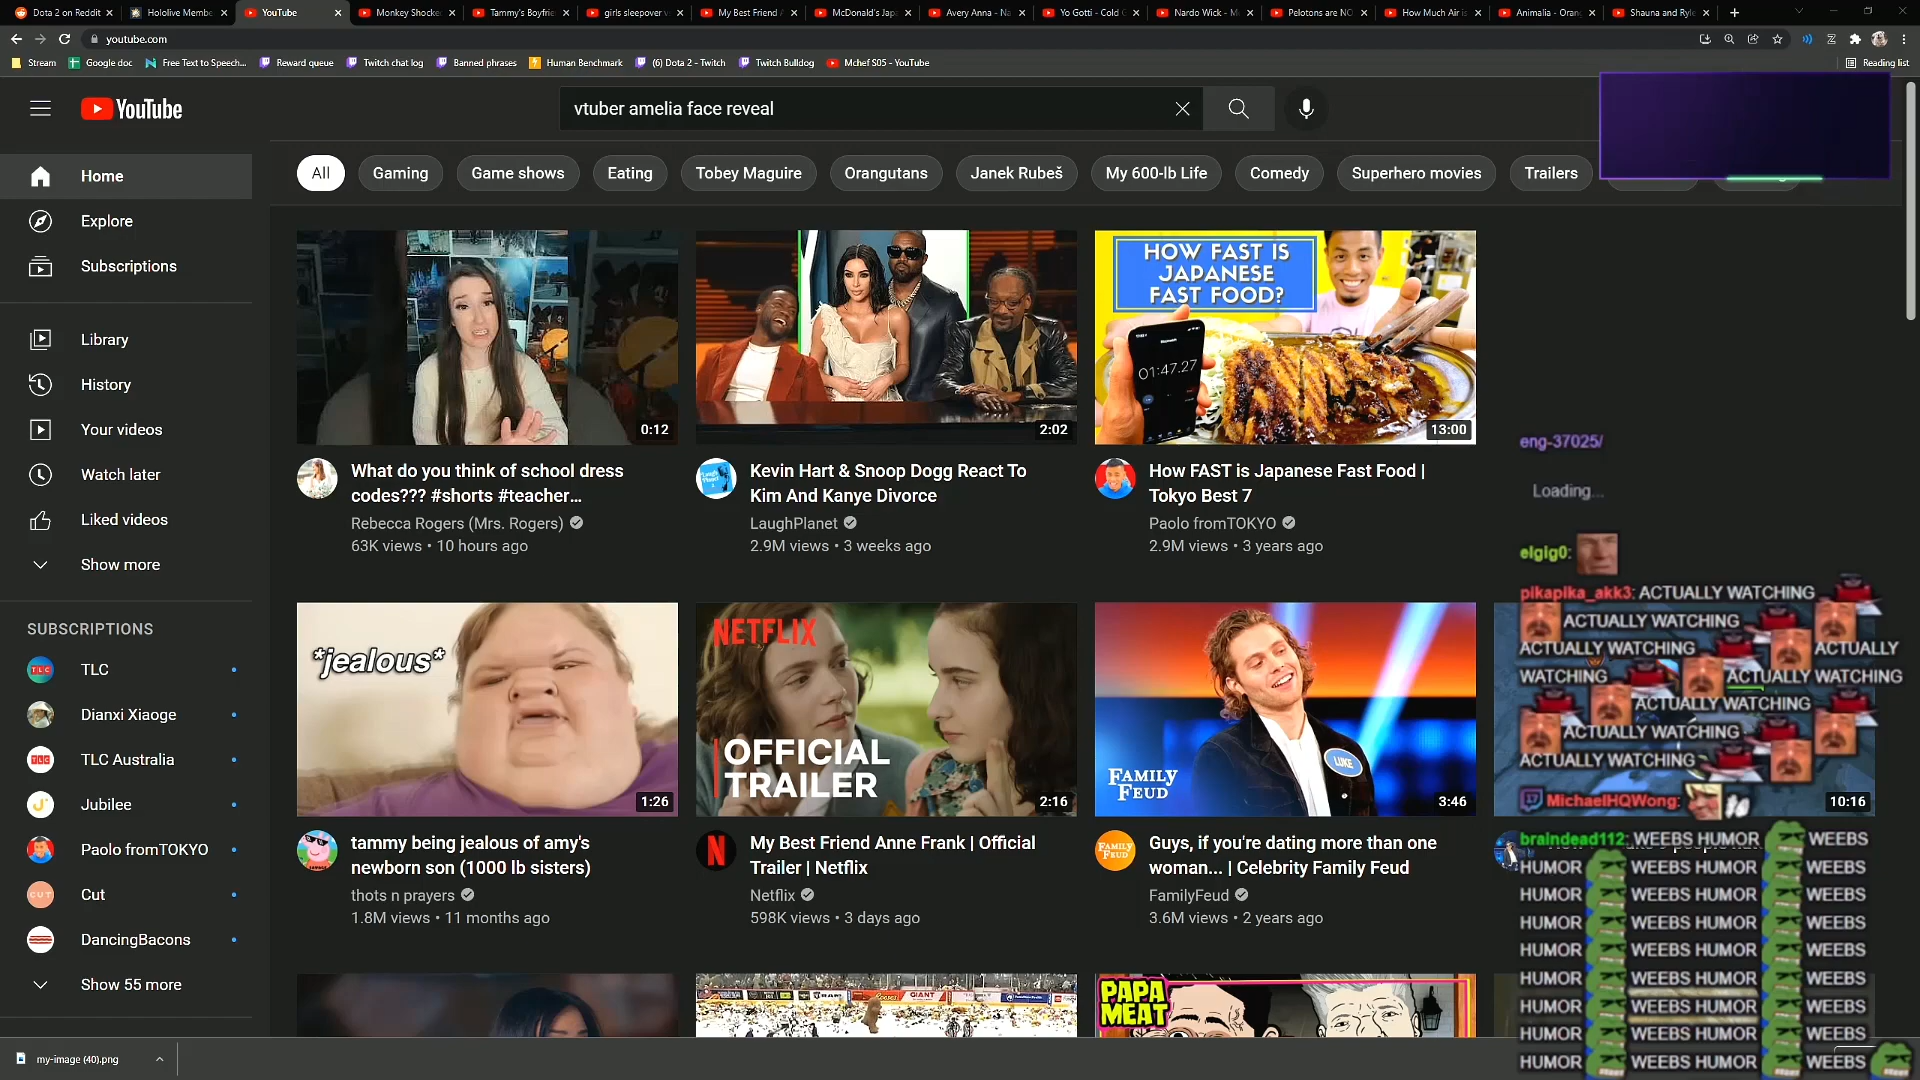 Dota 2 on Reddit
Hololive Membe
YouTube
Monkey Shocke
Tammy's Boyfrie
girls sleepover v
My Best Friend
McDonald's Japa
Avery Anna - Na
Yo Gotti - Cold
Nardo Wick - M
Pelotons are NO
How Much Air is
Animalia - Oran
Shauna and Ryle
youtube.com
Stream
Google doc
Free Text to Speech...
Reward queue
Twitch chat log
Banned phrases
Human Benchmark
(6) Dota 2 - Twitch
Twitch Bulldog
Mchef S05 - YouTube
Reading list
YouTube
vtuber amelia face reveal
Home
Explore
Subscriptions
Library
History
Your videos
Watch later
Liked videos
Show more
SUBSCRIPTIONS
TLC
Dianxi Xiaoge
TLC Australia
Jubilee
Paolo fromTOKYO
Cut
DancingBacons
Show 55 more
All
Gaming
Game shows
Eating
Tobey Maguire
Orangutans
Janek Rubeš
My 600-lb Life
Comedy
Superhero movies
Trailers
0:12
What do you think of school dress
codes??? #shorts #teacher...
Rebecca Rogers (Mrs. Rogers)
63K views • 10 hours ago
2:02
Kevin Hart & Snoop Dogg React To
Kim And Kanye Divorce
LaughPlanet
2.9M views • 3 weeks ago
HOW FAST IS
JAPANESE
FAST FOOD?
01:47.27
13:00
How FAST is Japanese Fast Food |
Tokyo Best 7
Paolo fromTOKYO
2.9M views • 3 years ago
*jealous*
1:26
tammy being jealous of amy's
newborn son (1000 lb sisters)
thots n prayers
1.8M views • 11 months ago
NETFLIX
OFFICIAL
TRAILER
2:16
My Best Friend Anne Frank | Official
Trailer | Netflix
Netflix
598K views • 3 days ago
LUKE
FAMILY
FEUD
3:46
Guys, if you're dating more than one
woman... | Celebrity Family Feud
FamilyFeud
3.6M views • 2 years ago
10:16
GIANT
PAPA
MEAT
eng-37025/
Loading...
elgig0:
pikapika_akk3: ACTUALLY WATCHING
ACTUALLY WATCHING
ACTUALLY WATCHING ACTUALLY
WATCHING ACTUALLY WATCHING
ACTUALLY WATCHING
ACTUALLY WATCHING
ACTUALLY WATCHING
MichaelHQWong:
braindead112: WEEBS HUMOR WEEBS
HUMOR WEEBS HUMOR WEEBS
HUMOR WEEBS HUMOR WEEBS
HUMOR WEEBS HUMOR WEEBS
HUMOR WEEBS HUMOR WEEBS
HUMOR WEEBS HUMOR WEEBS
HUMOR WEEBS HUMOR WEEBS
HUMOR WEEBS HUMOR WEEBS
HUMOR WEEBS HUMOR WEEBS
my-image (40).png